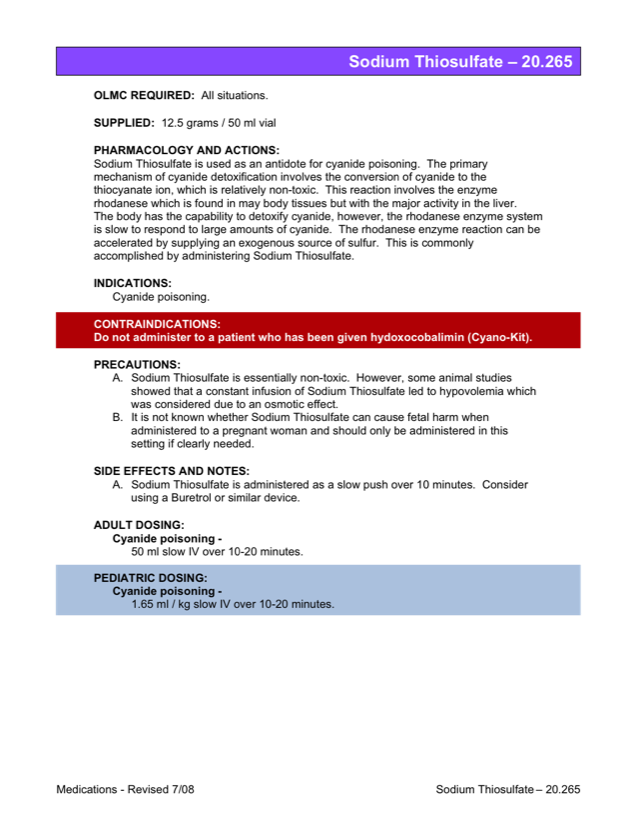 Sodium Thiosulfate – 20.265
OLMC REQUIRED: All situations.
SUPPLIED: 12.5 grams / 50 ml vial
PHARMACOLOGY AND ACTIONS:
Sodium Thiosulfate is used as an antidote for cyanide poisoning. The primary
mechanism of cyanide detoxification involves the conversion of cyanide to the
thiocyanate ion, which is relatively non-toxic. This reaction involves the enzyme
rhodanese which is found in may body tissues but with the major activity in the liver.
The body has the capability to detoxify cyanide, however, the rhodanese enzyme system
is slow to respond to large amounts of cyanide. The rhodanese enzyme reaction can be
accelerated by supplying an exogenous source of sulfur. This is commonly
accomplished by administering Sodium Thiosulfate.
INDICATIONS:
Cyanide poisoning.
CONTRAINDICATIONS:
Do not administer to a patient who has been given hydoxocobalimin (Cyano-Kit).
PRECAUTIONS:
A. Sodium Thiosulfate is essentially non-toxic. However, some animal studies
showed that a constant infusion of Sodium Thiosulfate led to hypovolemia which
was considered due to an osmotic effect.
B. It is not known whether Sodium Thiosulfate can cause fetal harm when
administered to a pregnant woman and should only be administered in this
setting if clearly needed.
SIDE EFFECTS AND NOTES:
A. Sodium Thiosulfate is administered as a slow push over 10 minutes. Consider
using a Buretrol or similar device.
ADULT DOSING:
Cyanide poisoning -
50 ml slow IV over 10-20 minutes.
PEDIATRIC DOSING:
Cyanide poisoning -
1.65 ml / kg slow IV over 10-20 minutes.
Medications - Revised 7/08
Sodium Thiosulfate – 20.265